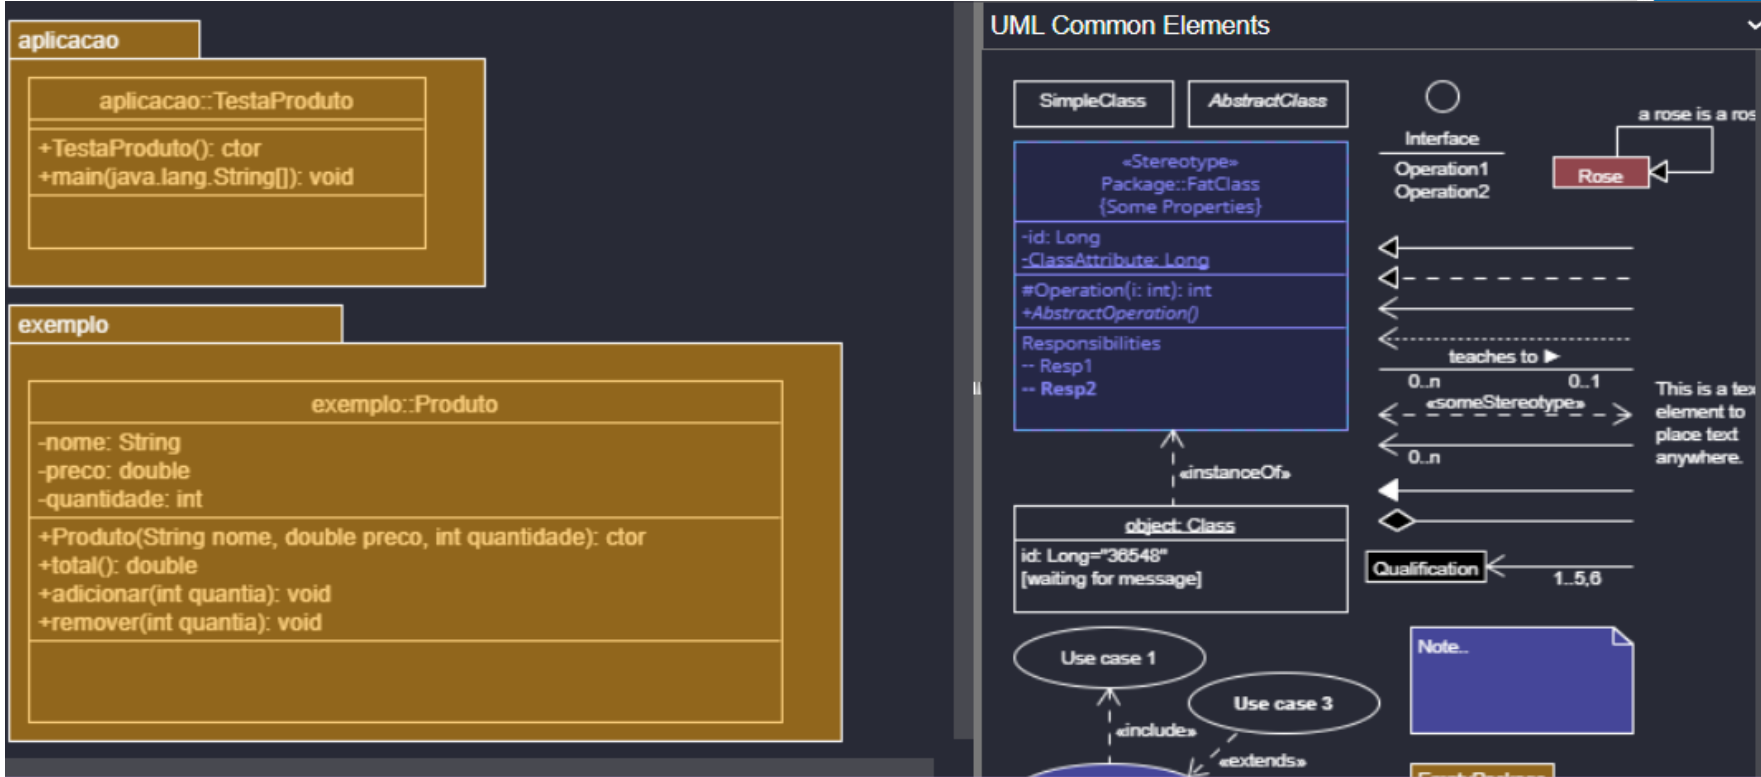 aplicacao
aplicacao::TestaProduto
+TestaProduto(): ctor
+main(java.lang.String[]): void
exemplo
exemplo::Produto
-nome: String
-preco: double
-quantidade: int
+Produto(String nome, double preco, int quantidade): ctor
+total(): double
+adicionar(int quantia): void
+remover(int quantia): void
UML Common Elements
SimpleClass
AbstractClass
«Stereotype»
Package::FatClass
{Some Properties}
-id: Long
-ClassAttribute: Long
#Operation(i: int): int
+AbstractOperation()
Responsibilities
-- Resp1
-- Resp2
«instanceOf»
object: Class
id: Long="36548"
[waiting for message]
Use case 1
Use case 3
«include»
«extends»
Interface
Operation1
Operation2
a rose is a ros
Rose
teaches to ►
0..n 0..1
«someStereotype»
0..n
This is a tex
element to
place text
anywhere.
Qualification
1..5,6
Note..